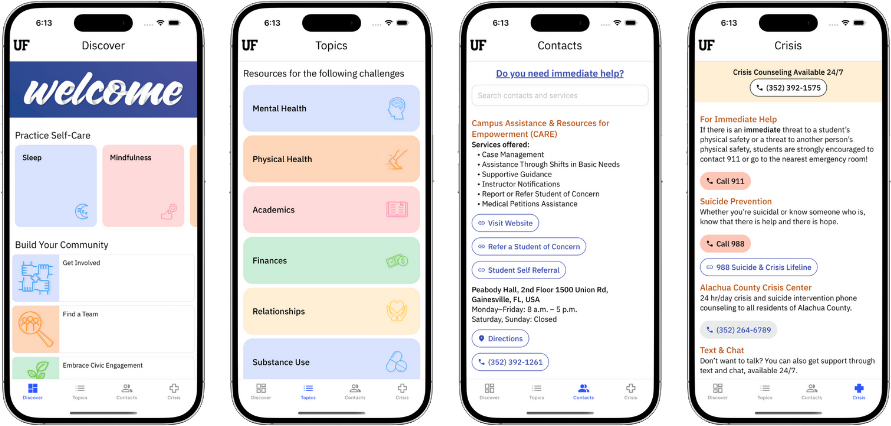 6:13
UF
Discover
welcome
Practice Self-Care
Sleep
Mindfulness
Build Your Community
Get Involved
Find a Team
Embrace Civic Engagement
Discover
Topics
Contacts
Crisis
6:13
UF
Topics
Resources for the following challenges
Mental Health
Physical Health
Academics
Finances
Relationships
Substance Use
Discover
Topics
Contacts
Crisis
6:13
UF
Contacts
Do you need immediate help?
Search contacts and services
Campus Assistance & Resources for
Empowerment (CARE)
Services offered:
• Case Management
• Assistance Through Shifts in Basic Needs
• Supportive Guidance
• Instructor Notifications
• Report or Refer Student of Concern
• Medical Petitions Assistance
Visit Website
Refer a Student of Concern
Student Self Referral
Peabody Hall, 2nd Floor 1500 Union Rd,
Gainesville, FL, USA
Monday–Friday: 8 a.m. – 5 p.m.
Saturday, Sunday: Closed
Directions
(352) 392-1261
Discover
Topics
Contacts
Crisis
6:13
UF
Crisis
Crisis Counseling Available 24/7
(352) 392-1575
For Immediate Help
If there is an immediate threat to a student's
physical safety or a threat to another person's
physical safety, students are strongly encouraged to
contact 911 or go to the nearest emergency room!
Call 911
Suicide Prevention
Whether you're suicidal or know someone who is,
know that there is help and there is hope.
Call 988
988 Suicide & Crisis Lifeline
Alachua County Crisis Center
24 hr/day crisis and suicide intervention phone
counseling to all residents of Alachua County.
(352) 264-6789
Text & Chat
Don't want to talk? You can also get support through
text and chat, available 24/7.
Discover
Topics
Contacts
Crisis